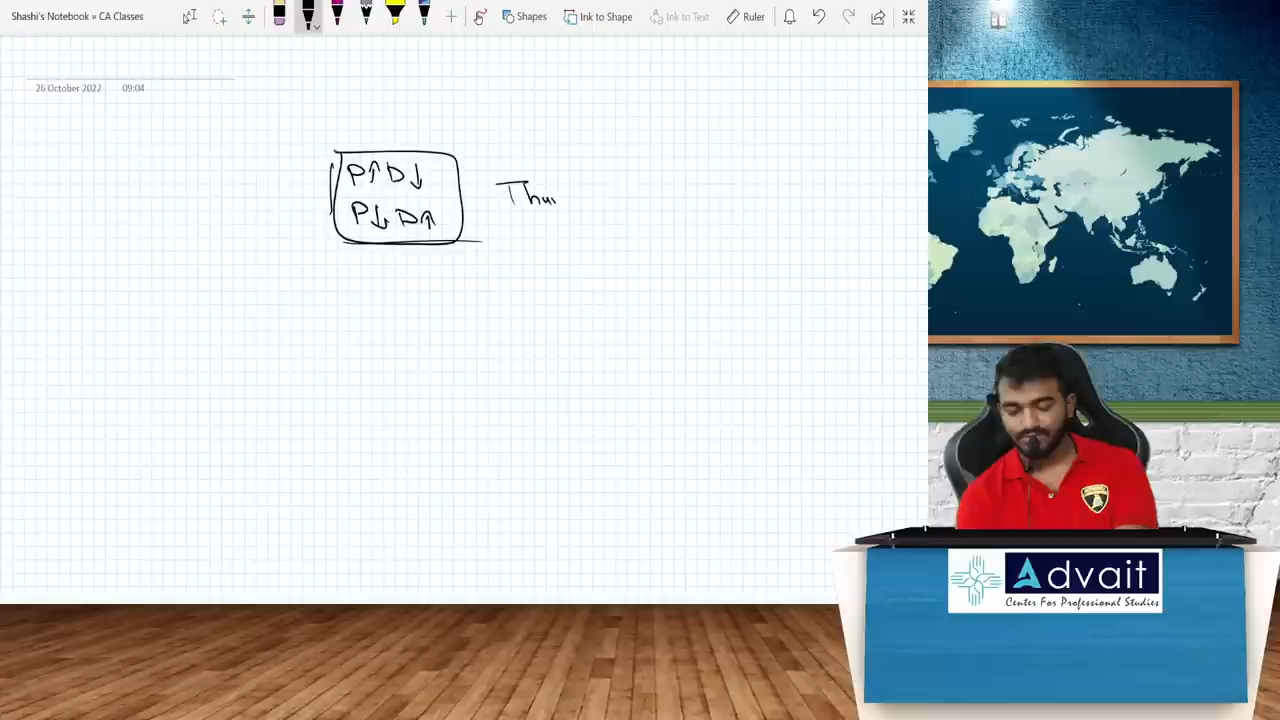 Shashi's Notebook » CA Classes
Shapes
Ink to Shape
Ink to Text
Ruler
26 October 2022 09:04
P↑ D↓
P↓ D↑
Advait
Center For Professional Studies